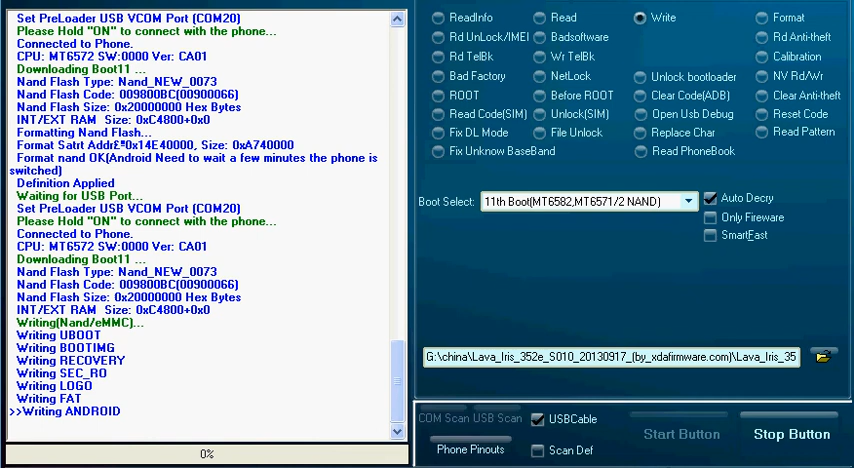 Set PreLoader USB VCOM Port (COM20)
Please Hold "ON" to connect with the phone...
Connected to Phone.
CPU: MT6572 SW:0000 Ver: CA01
Downloading Boot11 ...
Nand Flash Type: Nand_NEW_0073
Nand Flash Code: 009800BC(00900066)
Nand Flash Size: 0x20000000 Hex Bytes
INT/EXT RAM  Size: 0xC4800+0x0
Formatting Nand Flash...
Format Satrt Addr£º0x14E40000, Size: 0xA740000
Format nand OK(Android Need to wait a few minutes the phone is
switched)
Definition Applied
Waiting for USB Port...
Set PreLoader USB VCOM Port (COM20)
Please Hold "ON" to connect with the phone...
Connected to Phone.
CPU: MT6572 SW:0000 Ver: CA01
Downloading Boot11 ...
Nand Flash Type: Nand_NEW_0073
Nand Flash Code: 009800BC(00900066)
Nand Flash Size: 0x20000000 Hex Bytes
INT/EXT RAM  Size: 0xC4800+0x0
Writing(Nand/eMMC)...
Writing UBOOT
Writing BOOTIMG
Writing RECOVERY
Writing SEC_RO
Writing LOGO
Writing FAT
>>Writing ANDROID
0%
ReadInfo Read Write Format
Rd UnLock/IMEI Badsoftware Rd Anti-theft
Rd TelBk Wr TelBk Calibration
Bad Factory NetLock Unlock bootloader NV Rd/Wr
ROOT Before ROOT Clear Code(ADB) Clear Anti-theft
Read Code(SIM) Unlock(SIM) Open Usb Debug Reset Code
Fix DL Mode File Unlock Replace Char Read Pattern
Fix Unknow BaseBand Read PhoneBook
Boot Select: 11th Boot(MT6582,MT6571/2 NAND) Auto Decry
Only Fireware
SmartFast
G:\china\Lava_Iris_352e_S010_20130917_(by_xdafirmware.com)\Lava_Iris_35
COM Scan USB Scan USBCable
Start Button Stop Button
Phone Pinouts Scan Def